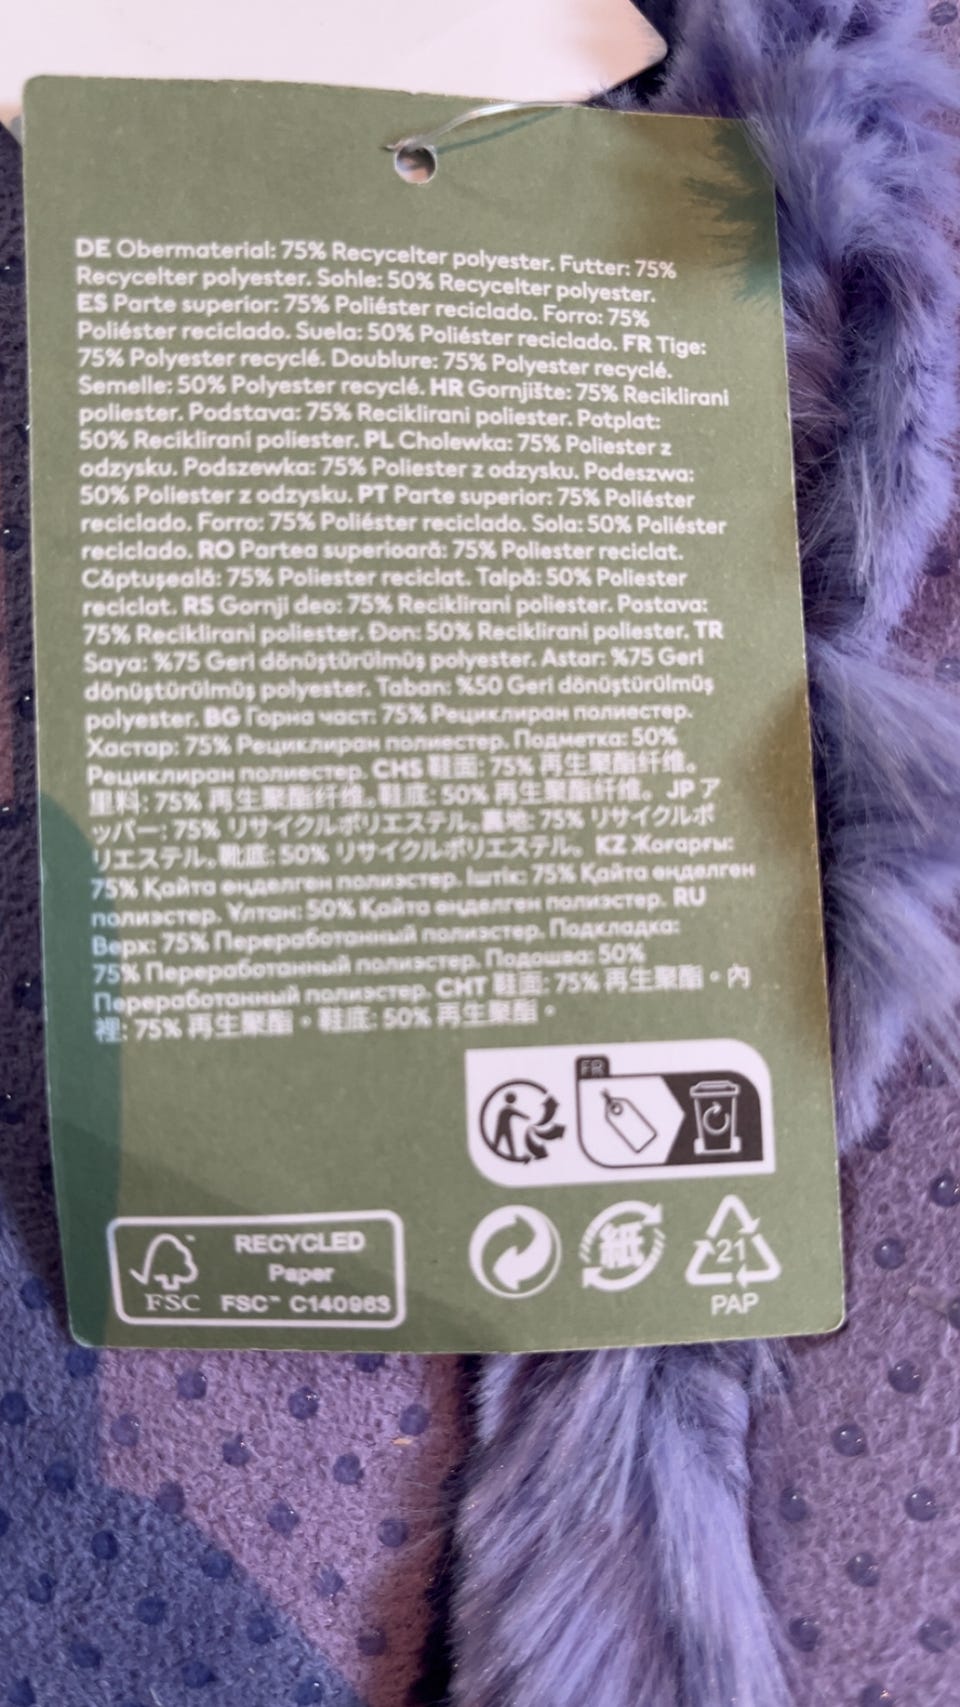 DE Obermaterial: 75% Recycelter polyester. Futter: 75%
Recycelter polyester. Sohle: 50% Recycelter polyester.
ES Parte superior: 75% Poliéster reciclado. Forro: 75%
Poliéster reciclado. Suela: 50% Poliéster reciclado. FR Tige:
75% Polyester recyclé. Doublure: 75% Polyester recyclé.
Semelle: 50% Polyester recyclé. HR Gornjište: 75% Reciklirani
poliester. Podstava: 75% Reciklirani poliester. Potplat:
50% Reciklirani poliester. PL Cholewka: 75% Poliester z
odzysku. Podszewka: 75% Poliester z odzysku. Podeszwa:
50% Poliester z odzysku. PT Parte superior: 75% Poliéster
reciclado. Forro: 75% Poliéster reciclado. Sola: 50% Poliéster
reciclado. RO Partea superioară: 75% Poliester reciclat.
Căptușeală: 75% Poliester reciclat. Talpă: 50% Poliester
reciclat. RS Gornji deo: 75% Reciklirani poliester. Postava:
75% Reciklirani poliester. Đon: 50% Reciklirani poliester. TR
Saya: %75 Geri dönüştürülmüş polyester. Astar: %75 Geri
dönüştürülmüş polyester. Taban: %50 Geri dönüştürülmüş
polyester. BG Горна част: 75% Рециклиран полиестер.
Хастар: 75% Рециклиран полиестер. Подметка: 50%
Рециклиран полиестер. CHS 鞋面: 75% 再生聚酯纤维。
里料: 75% 再生聚酯纤维。鞋底: 50% 再生聚酯纤维。 JP ア
ッパー: 75% リサイクルポリエステル。裏地: 75% リサイクルポ
リエステル。靴底: 50% リサイクルポリエステル。 KZ Жоғарғы:
75% Қайта өңделген полиэстер. Іштік: 75% Қайта өңделген
полиэстер. Ұлтан: 50% Қайта өңделген полиэстер. RU
Верх: 75% Переработанный полиэстер. Подкладка:
75% Переработанный полиэстер. Подошва: 50%
Переработанный полиэстер. CHT 鞋面: 75% 再生聚酯。內
裡: 75% 再生聚酯。鞋底: 50% 再生聚酯。
FR
RECYCLED
Paper
FSC™ C140963
FSC
紙
21
PAP